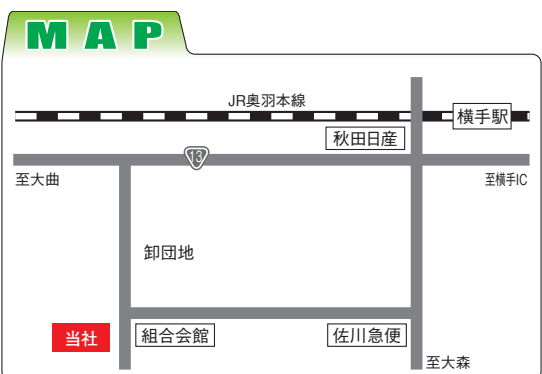 MAP
JR奥羽本線
横手駅
秋田日産
13
至大曲
至横手IC
卸団地
当社
組合会館
佐川急便
至大森